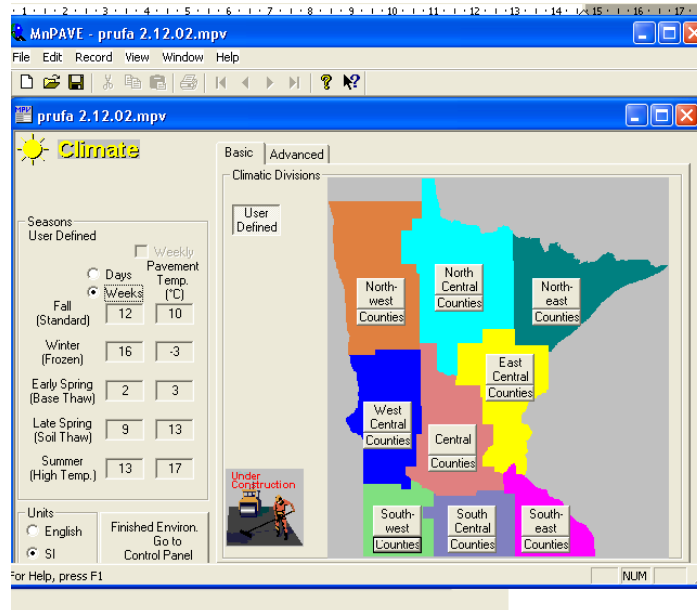 1 2 3 4 5 6 7 8 9 10 11 12 13 14 15 16 17
MnPAVE - prufa 2.12.02.mpv
File Edit Record View Window Help
prufa 2.12.02.mpv
Climate
Seasons
User Defined
Weekly
Days
Weeks
Pavement
Temp.
(°C)
Fall
(Standard) 12 10
Winter
(Frozen) 16 -3
Early Spring
(Base Thaw) 2 3
Late Spring
(Soil Thaw) 9 13
Summer
(High Temp.) 13 17
Units
English
SI
Finished Environ.
Go to
Control Panel
Basic Advanced
Climatic Divisions
User
Defined
North-
west
Counties
North
Central
Counties
North-
east
Counties
East
Central
Counties
West
Central
Counties
Central
Counties
South-
west
Counties
South
Central
Counties
South-
east
Counties
Under
Construction
For Help, press F1
NUM